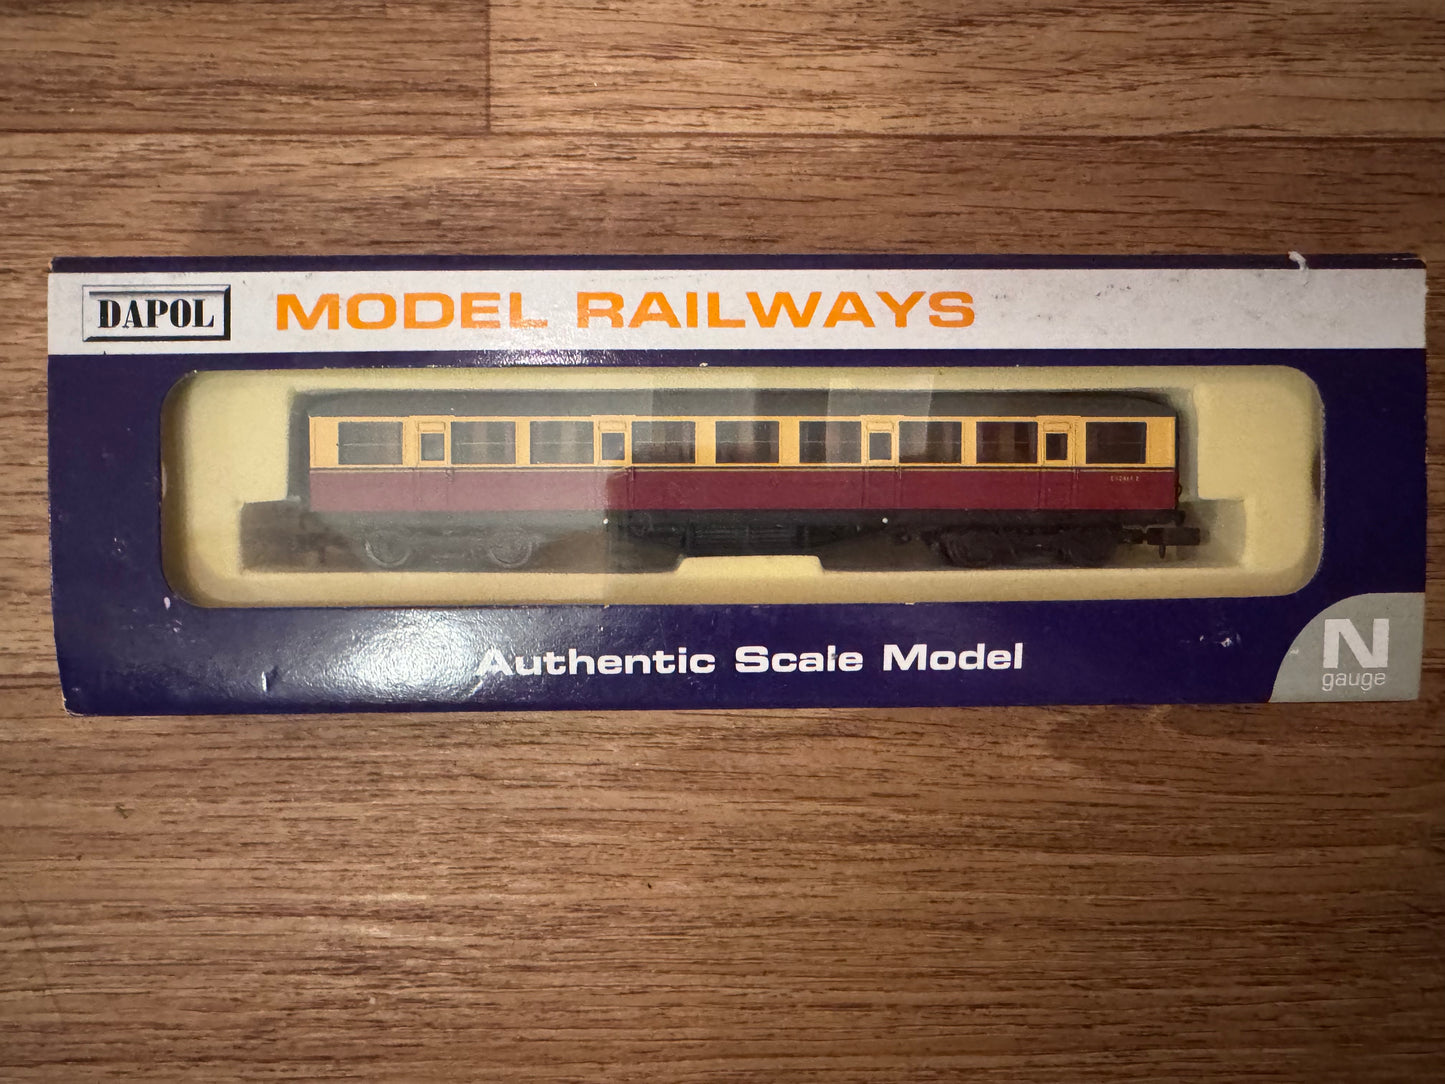 DAPOL
MODEL RAILWAYS
Authentic Scale Model
N
gauge